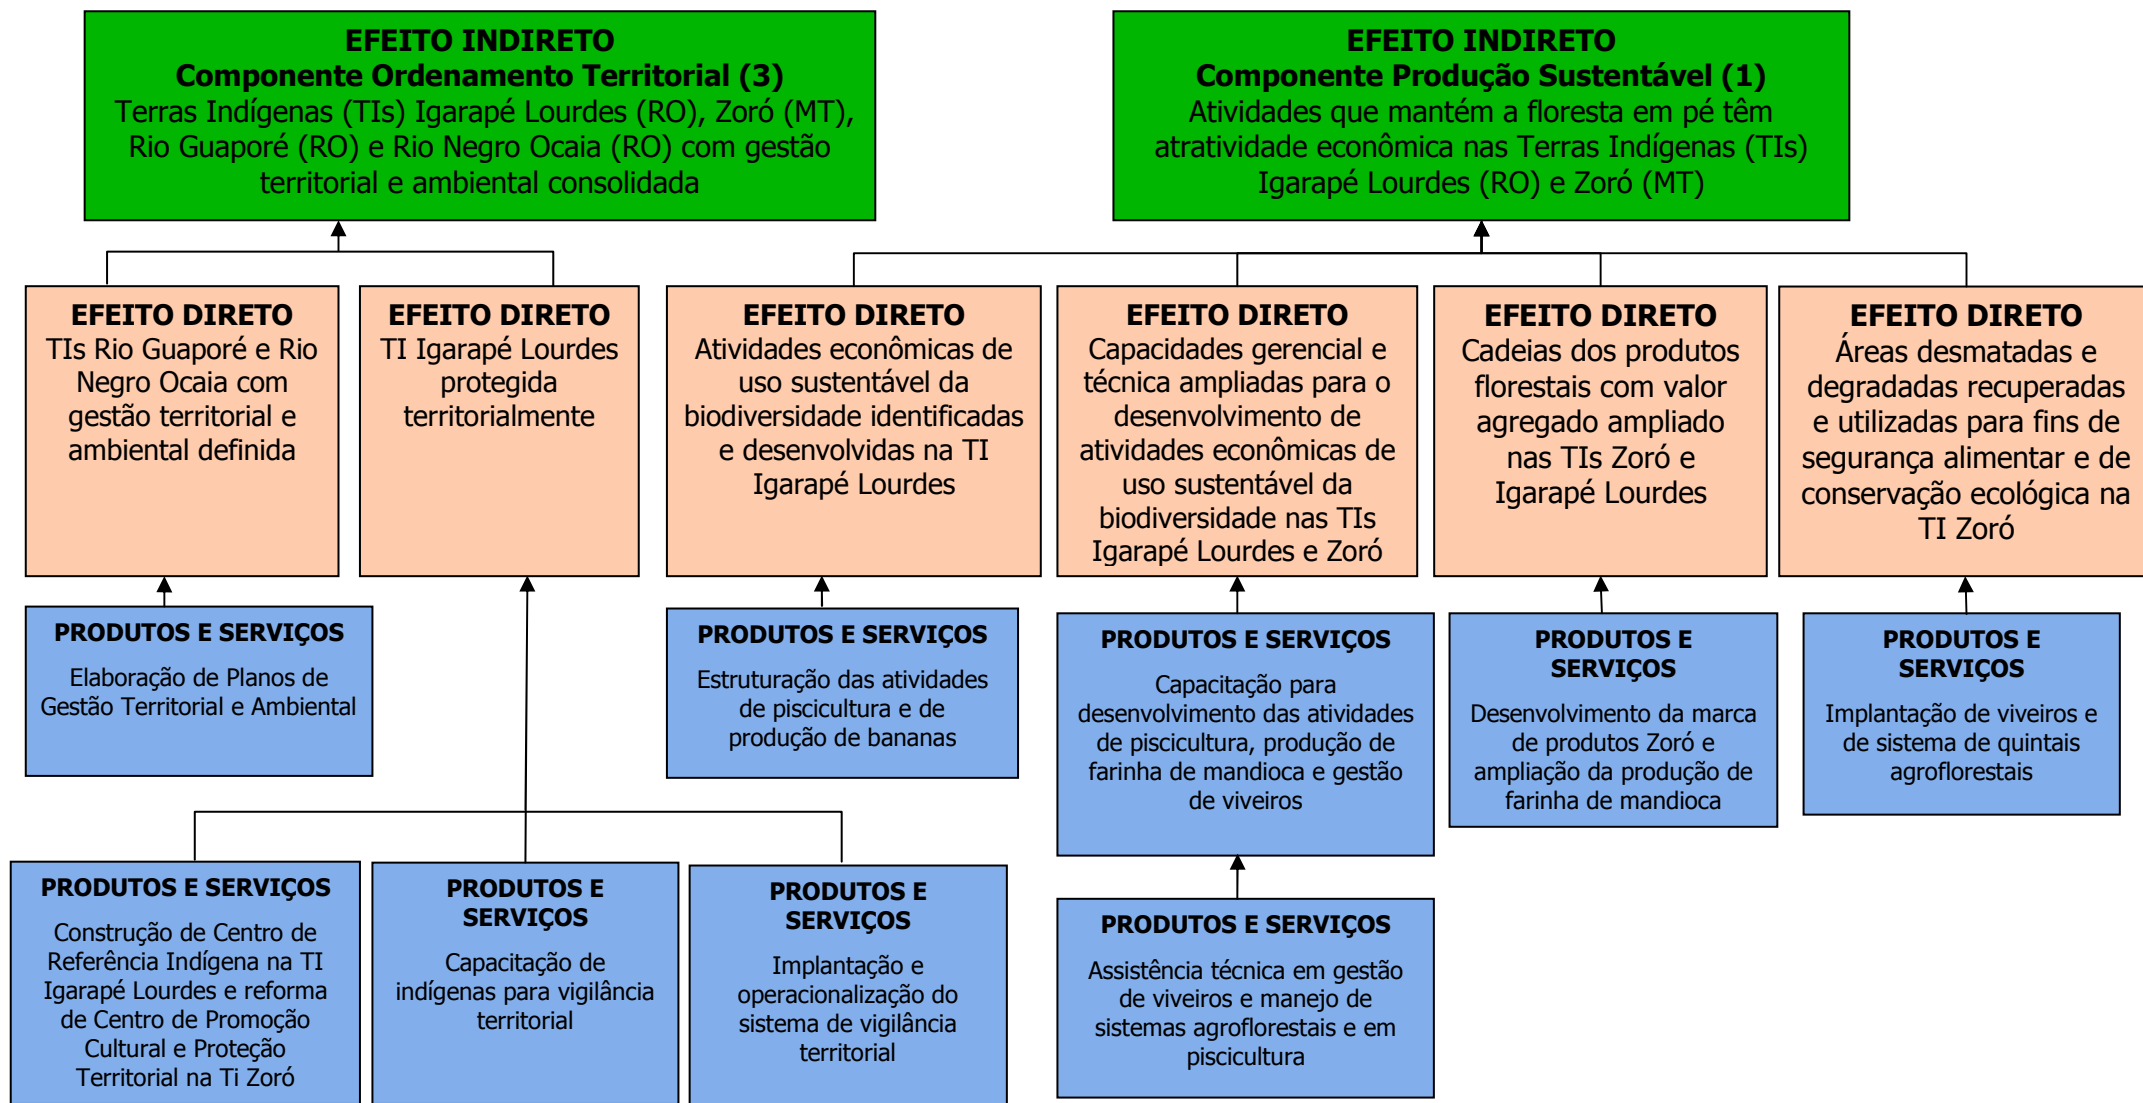 EFEITO INDIRETO
Componente Ordenamento Territorial (3)
Terras Indígenas (TIs) Igarapé Lourdes (RO), Zoró (MT),
Rio Guaporé (RO) e Rio Negro Ocaia (RO) com gestão
territorial e ambiental consolidada
EFEITO INDIRETO
Componente Produção Sustentável (1)
Atividades que mantém a floresta em pé têm
atratividade econômica nas Terras Indígenas (TIs)
Igarapé Lourdes (RO) e Zoró (MT)
EFEITO DIRETO
TIs Rio Guaporé e Rio
Negro Ocaia com
gestão territorial e
ambiental definida
EFEITO DIRETO
TI Igarapé Lourdes
protegida
territorialmente
EFEITO DIRETO
Atividades econômicas de
uso sustentável da
biodiversidade identificadas
e desenvolvidas na TI
Igarapé Lourdes
EFEITO DIRETO
Capacidades gerencial e
técnica ampliadas para o
desenvolvimento de
atividades econômicas de
uso sustentável da
biodiversidade nas TIs
Igarapé Lourdes e Zoró
EFEITO DIRETO
Cadeias dos produtos
florestais com valor
agregado ampliado
nas TIs Zoró e
Igarapé Lourdes
EFEITO DIRETO
Áreas desmatadas e
degradadas recuperadas
e utilizadas para fins de
segurança alimentar e de
conservação ecológica na
TI Zoró
PRODUTOS E SERVIÇOS
Elaboração de Planos de
Gestão Territorial e Ambiental
PRODUTOS E SERVIÇOS
Estruturação das atividades
de piscicultura e de
produção de bananas
PRODUTOS E SERVIÇOS
Capacitação para
desenvolvimento das atividades
de piscicultura, produção de
farinha de mandioca e gestão
de viveiros
PRODUTOS E
SERVIÇOS
Desenvolvimento da marca
de produtos Zoró e
ampliação da produção de
farinha de mandioca
PRODUTOS E
SERVIÇOS
Implantação de viveiros e
de sistema de quintais
agroflorestais
PRODUTOS E SERVIÇOS
Construção de Centro de
Referência Indígena na TI
Igarapé Lourdes e reforma
de Centro de Promoção
Cultural e Proteção
Territorial na Ti Zoró
PRODUTOS E
SERVIÇOS
Capacitação de
indígenas para vigilância
territorial
PRODUTOS E
SERVIÇOS
Implantação e
operacionalização do
sistema de vigilância
territorial
PRODUTOS E SERVIÇOS
Assistência técnica em gestão
de viveiros e manejo de
sistemas agroflorestais e em
piscicultura